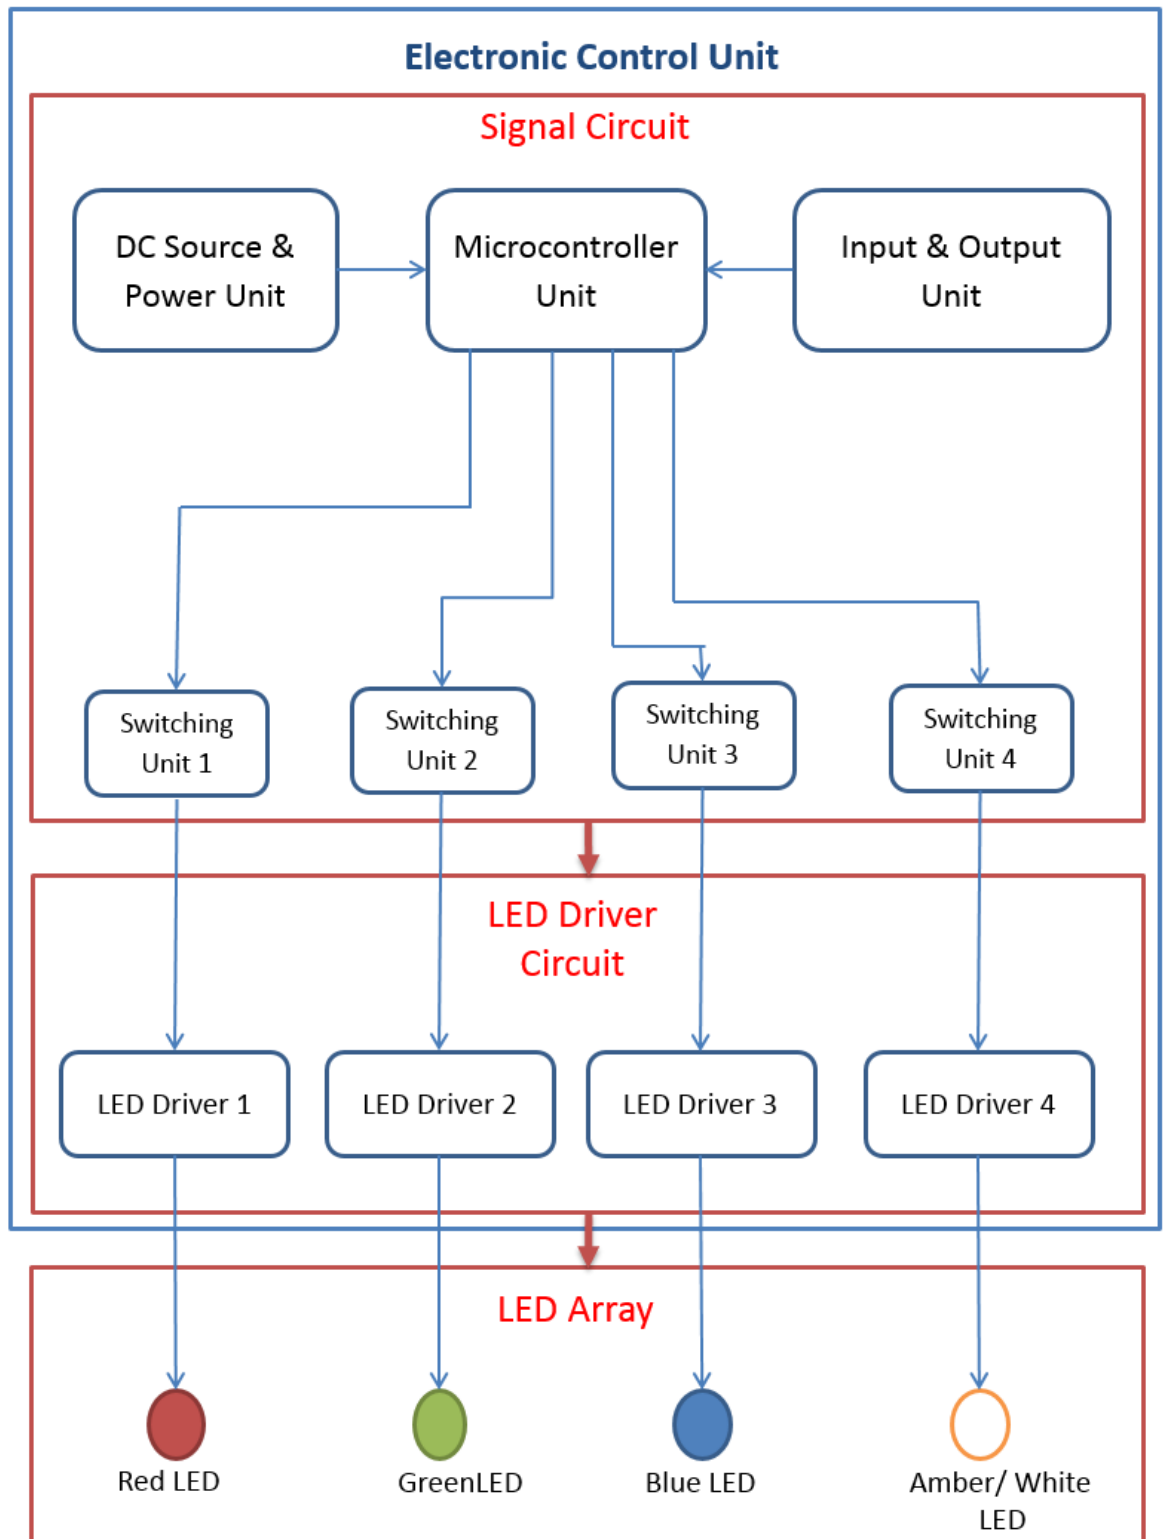 Electronic Control Unit
Signal Circuit
DC Source &
Power Unit
Microcontroller
Unit
Input & Output
Unit
Switching
Unit 1
Switching
Unit 2
Switching
Unit 3
Switching
Unit 4
LED Driver
Circuit
LED Driver 1
LED Driver 2
LED Driver 3
LED Driver 4
LED Array
Red LED
GreenLED
Blue LED
Amber/ White
LED